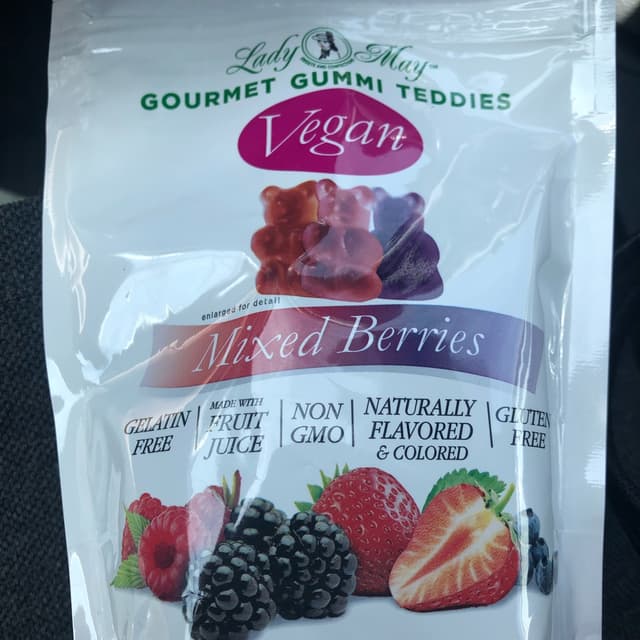 Lady May™
GOURMET GUMMI TEDDIES
Vegan
enlarged for detail
Mixed Berries
GELATIN
FREE
MADE WITH
FRUIT
JUICE
NON
GMO
NATURALLY
FLAVORED
& COLORED
GLUTEN
FREE